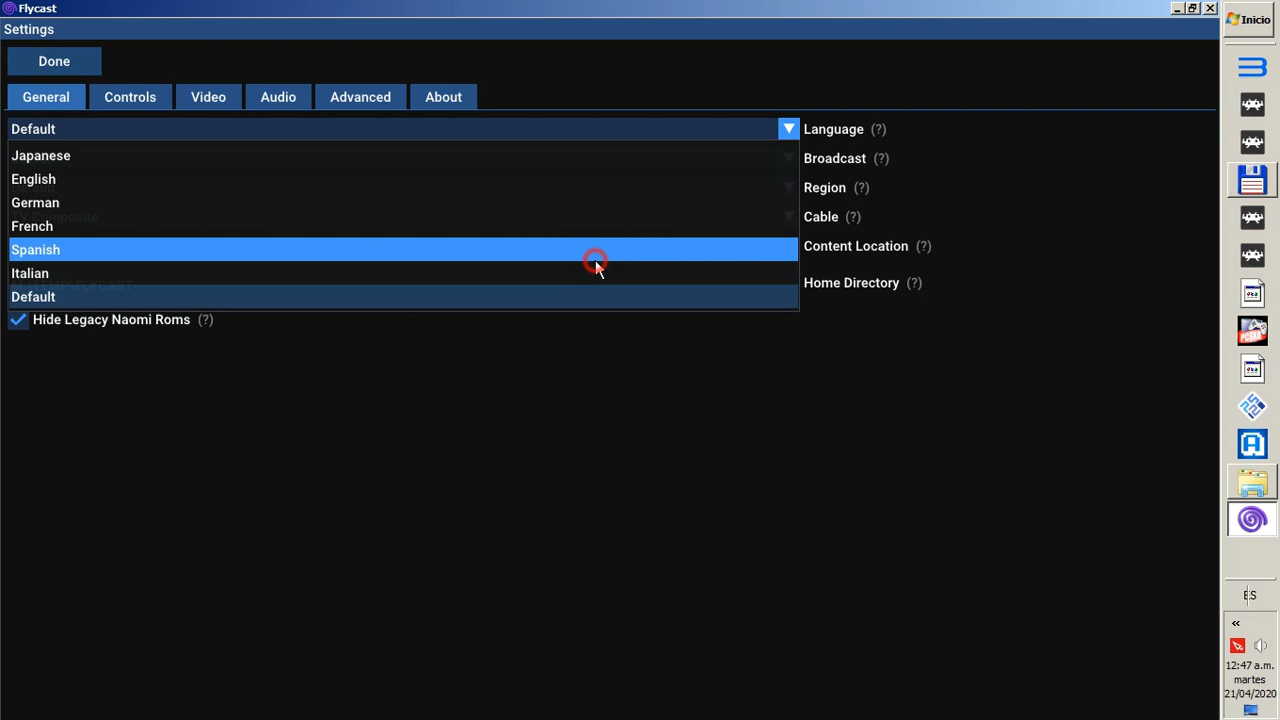 Flycast
Settings
Done
General Controls Video Audio Advanced About
Default Language (?)
Japanese Broadcast (?)
English
German Region (?)
French Cable (?)
Spanish Content Location (?)
Italian
Default Home Directory (?)
Hide Legacy Naomi Roms (?)
Inicio
ES
«
12:47 a.m.
martes
21/04/2020